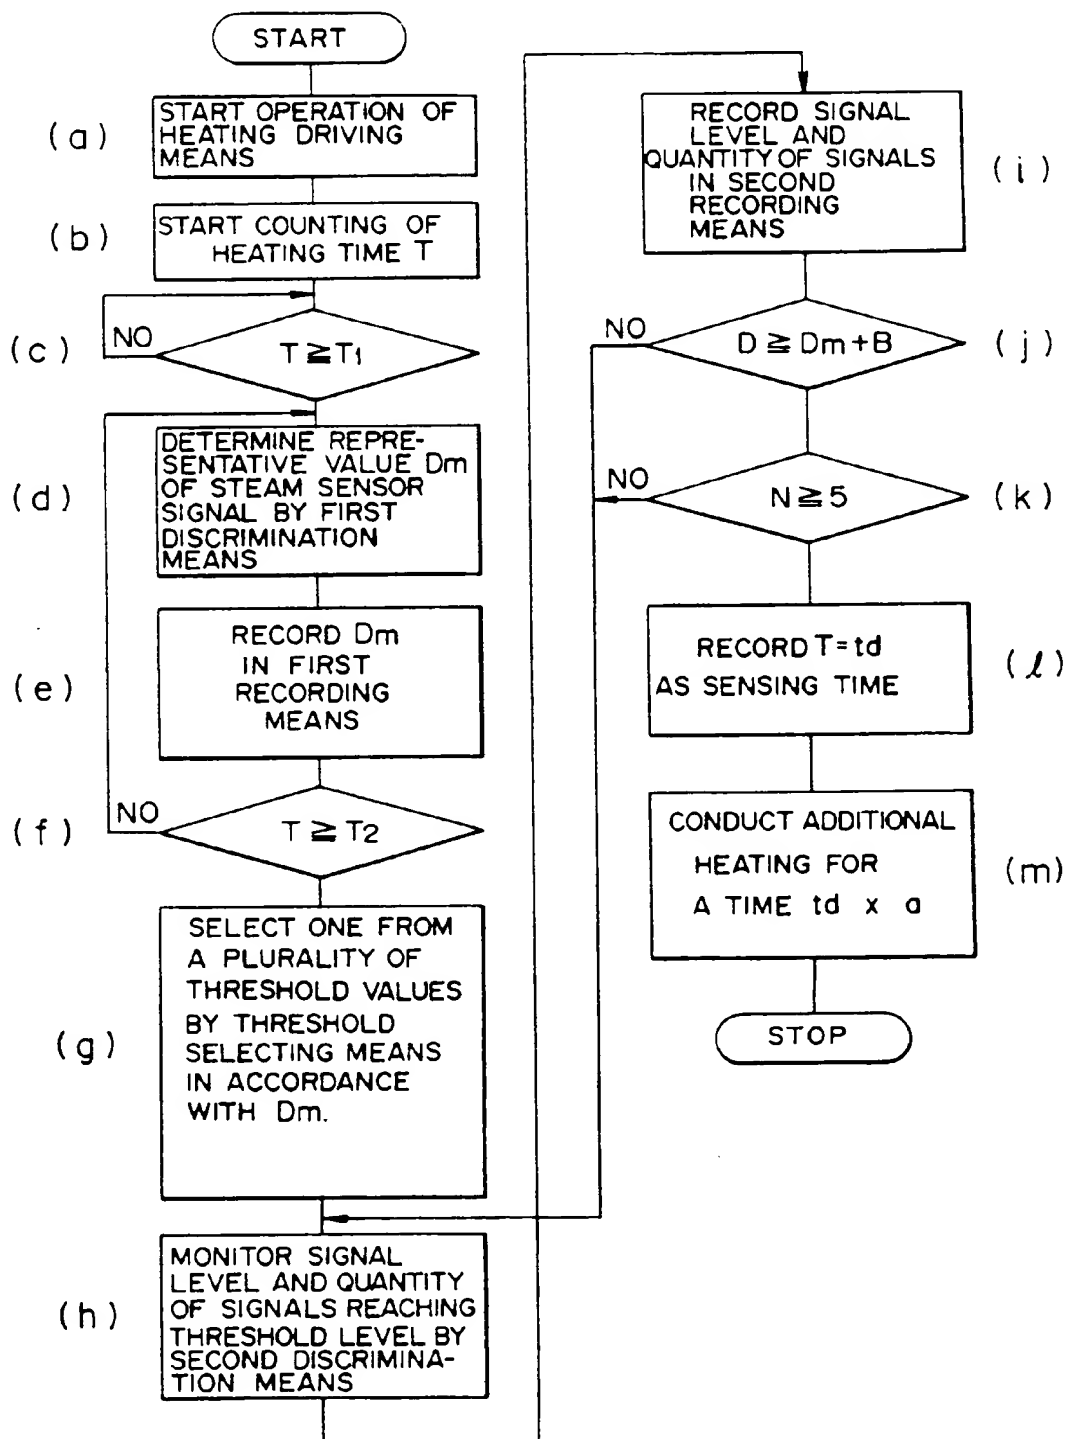 START
(a)
START OPERATION OF
HEATING DRIVING
MEANS
(b)
START COUNTING OF
HEATING TIME T
NO
(c)
T ≧ T1
(d)
DETERMINE REPRE-
SENTATIVE VALUE Dm
OF STEAM SENSOR
SIGNAL BY FIRST
DISCRIMINATION
MEANS
(e)
RECORD Dm
IN FIRST
RECORDING
MEANS
NO
(f)
T ≧ T2
(g)
SELECT ONE FROM
A PLURALITY OF
THRESHOLD VALUES
BY THRESHOLD
SELECTING MEANS
IN ACCORDANCE
WITH Dm.
(h)
MONITOR SIGNAL
LEVEL AND QUANTITY
OF SIGNALS REACHING
THRESHOLD LEVEL BY
SECOND DISCRIMINA-
TION MEANS
RECORD SIGNAL
LEVEL AND
QUANTITY OF SIGNALS
IN SECOND
RECORDING
MEANS
(i)
NO
D ≧ Dm+B
(j)
NO
N ≧ 5
(k)
RECORD T=td
AS SENSING TIME
(l)
CONDUCT ADDITIONAL
HEATING FOR
A TIME td x a
(m)
STOP